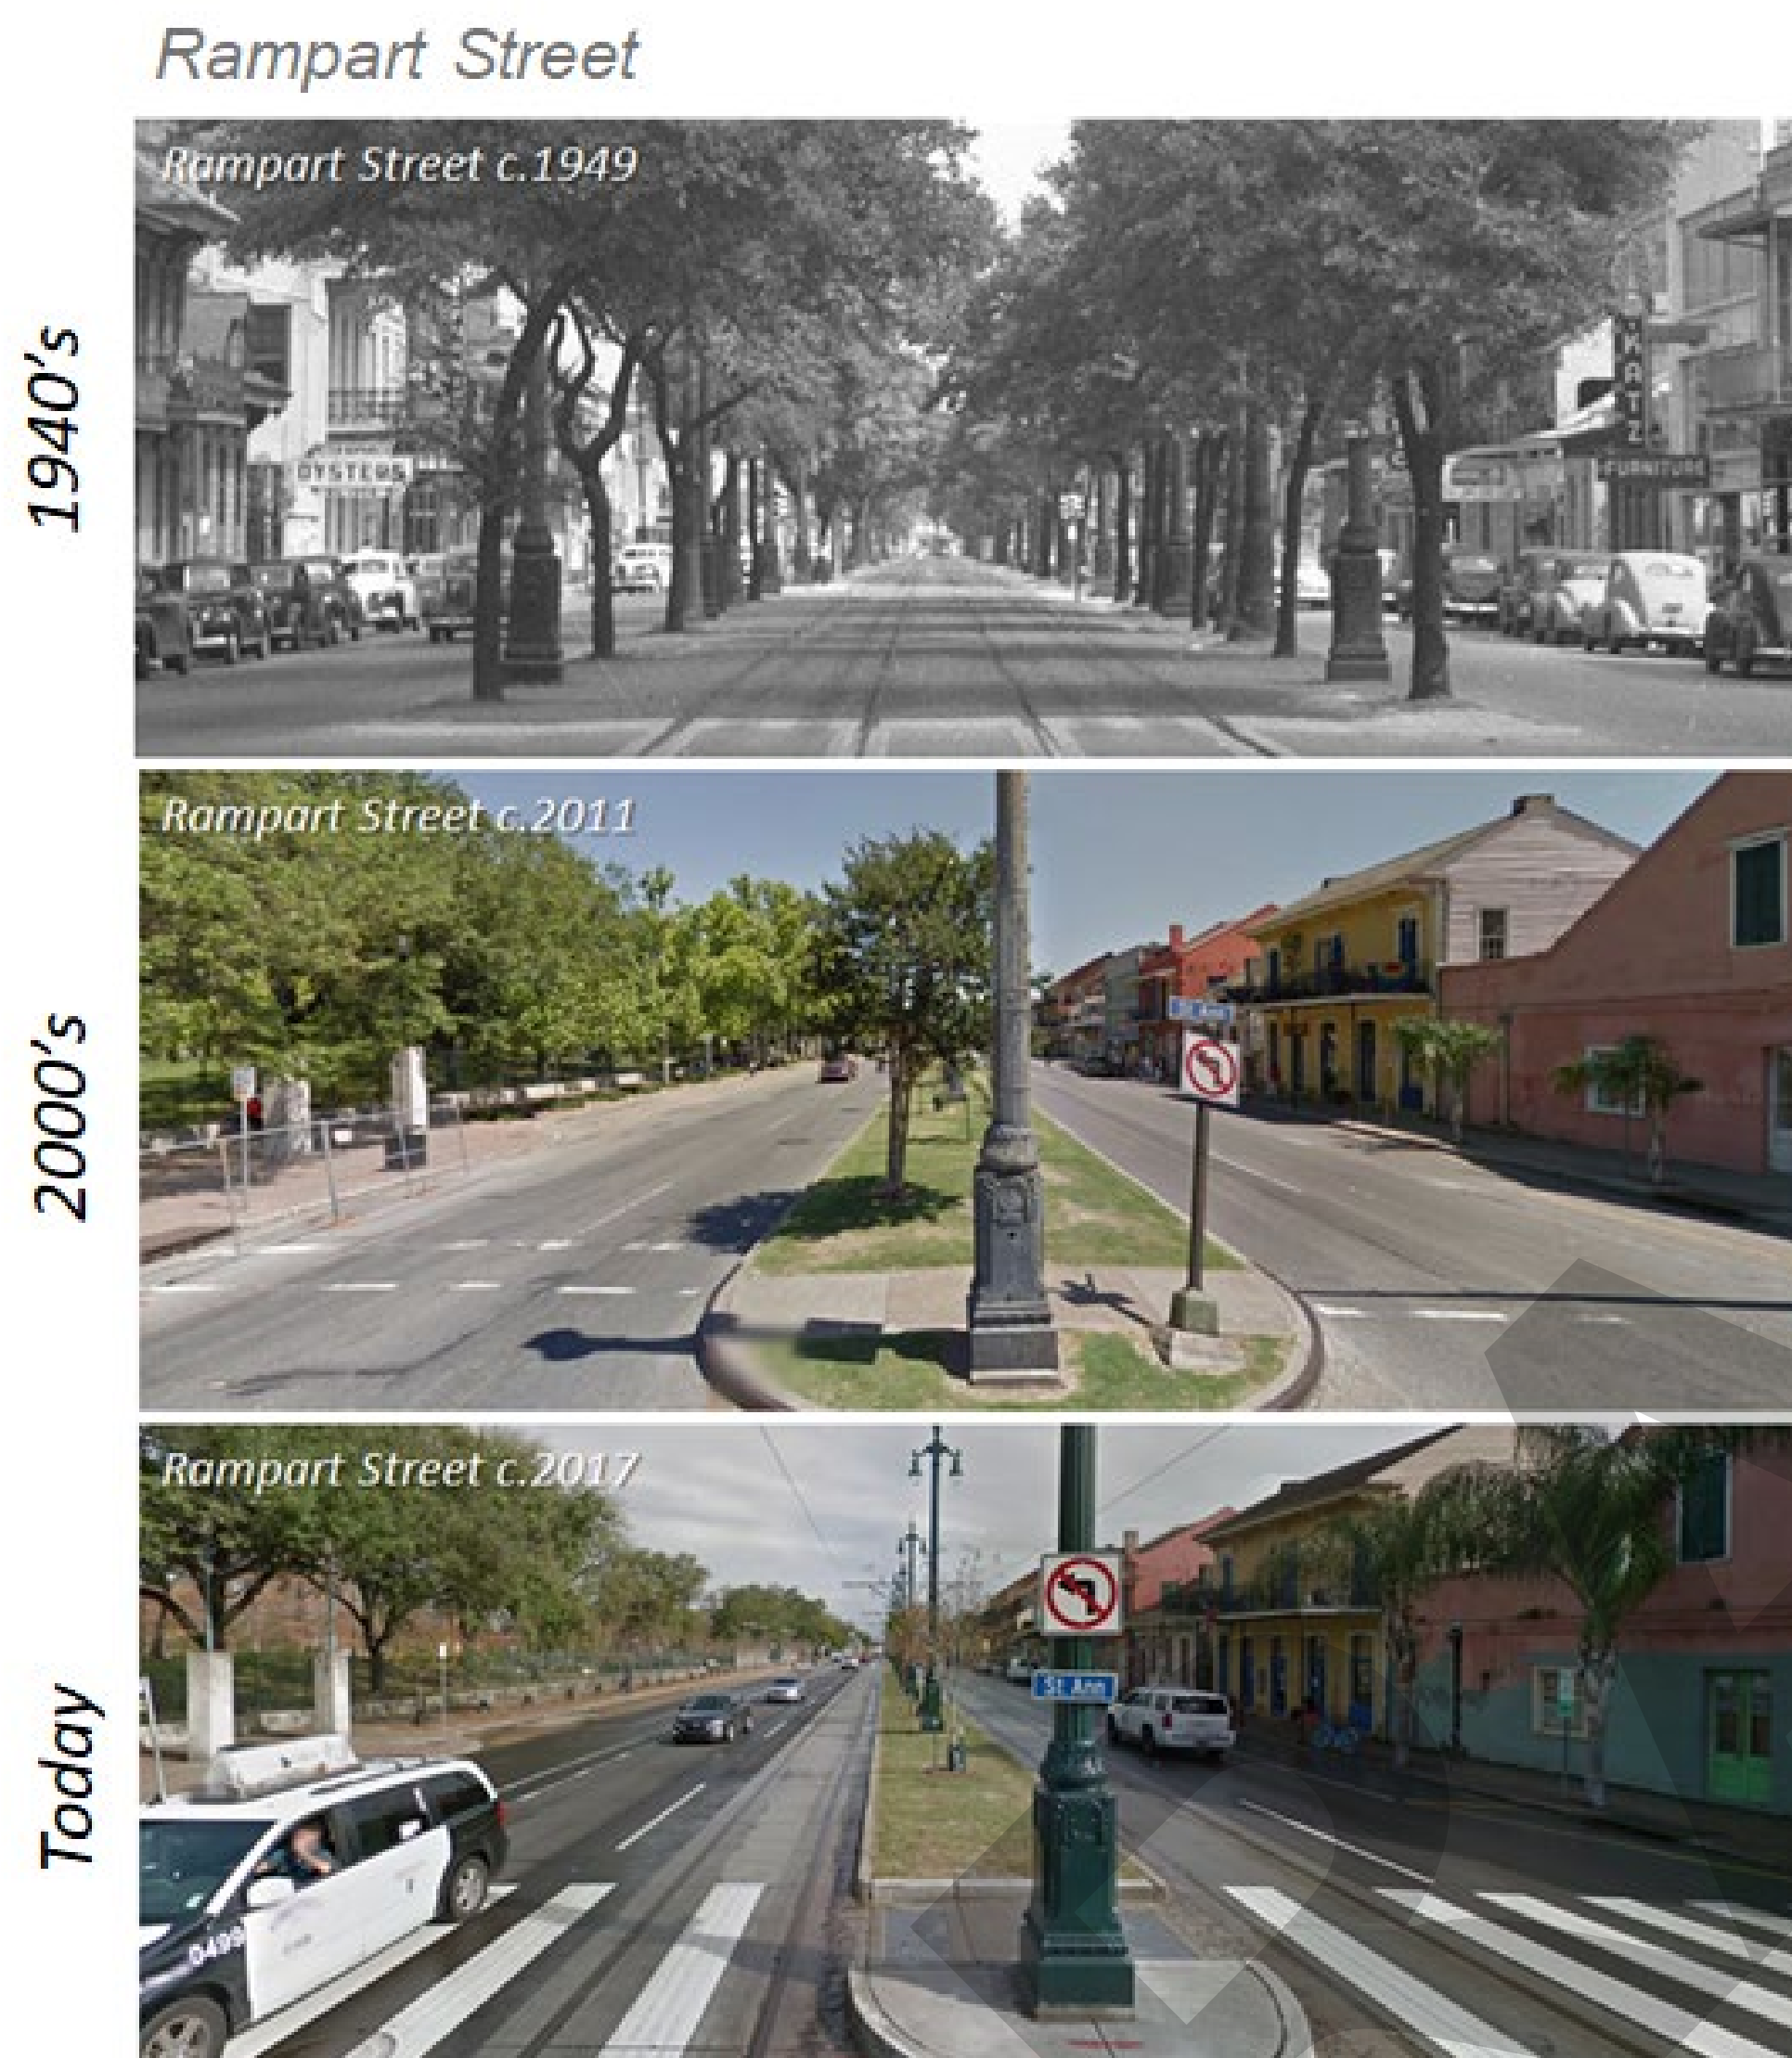 Rampart Street
1940's
Rampart Street c.1949
OYSTERS
KATZ
FURNITURE
2000's
Rampart Street c.2011
St Ann
Today
Rampart Street c.2017
St Ann
0499